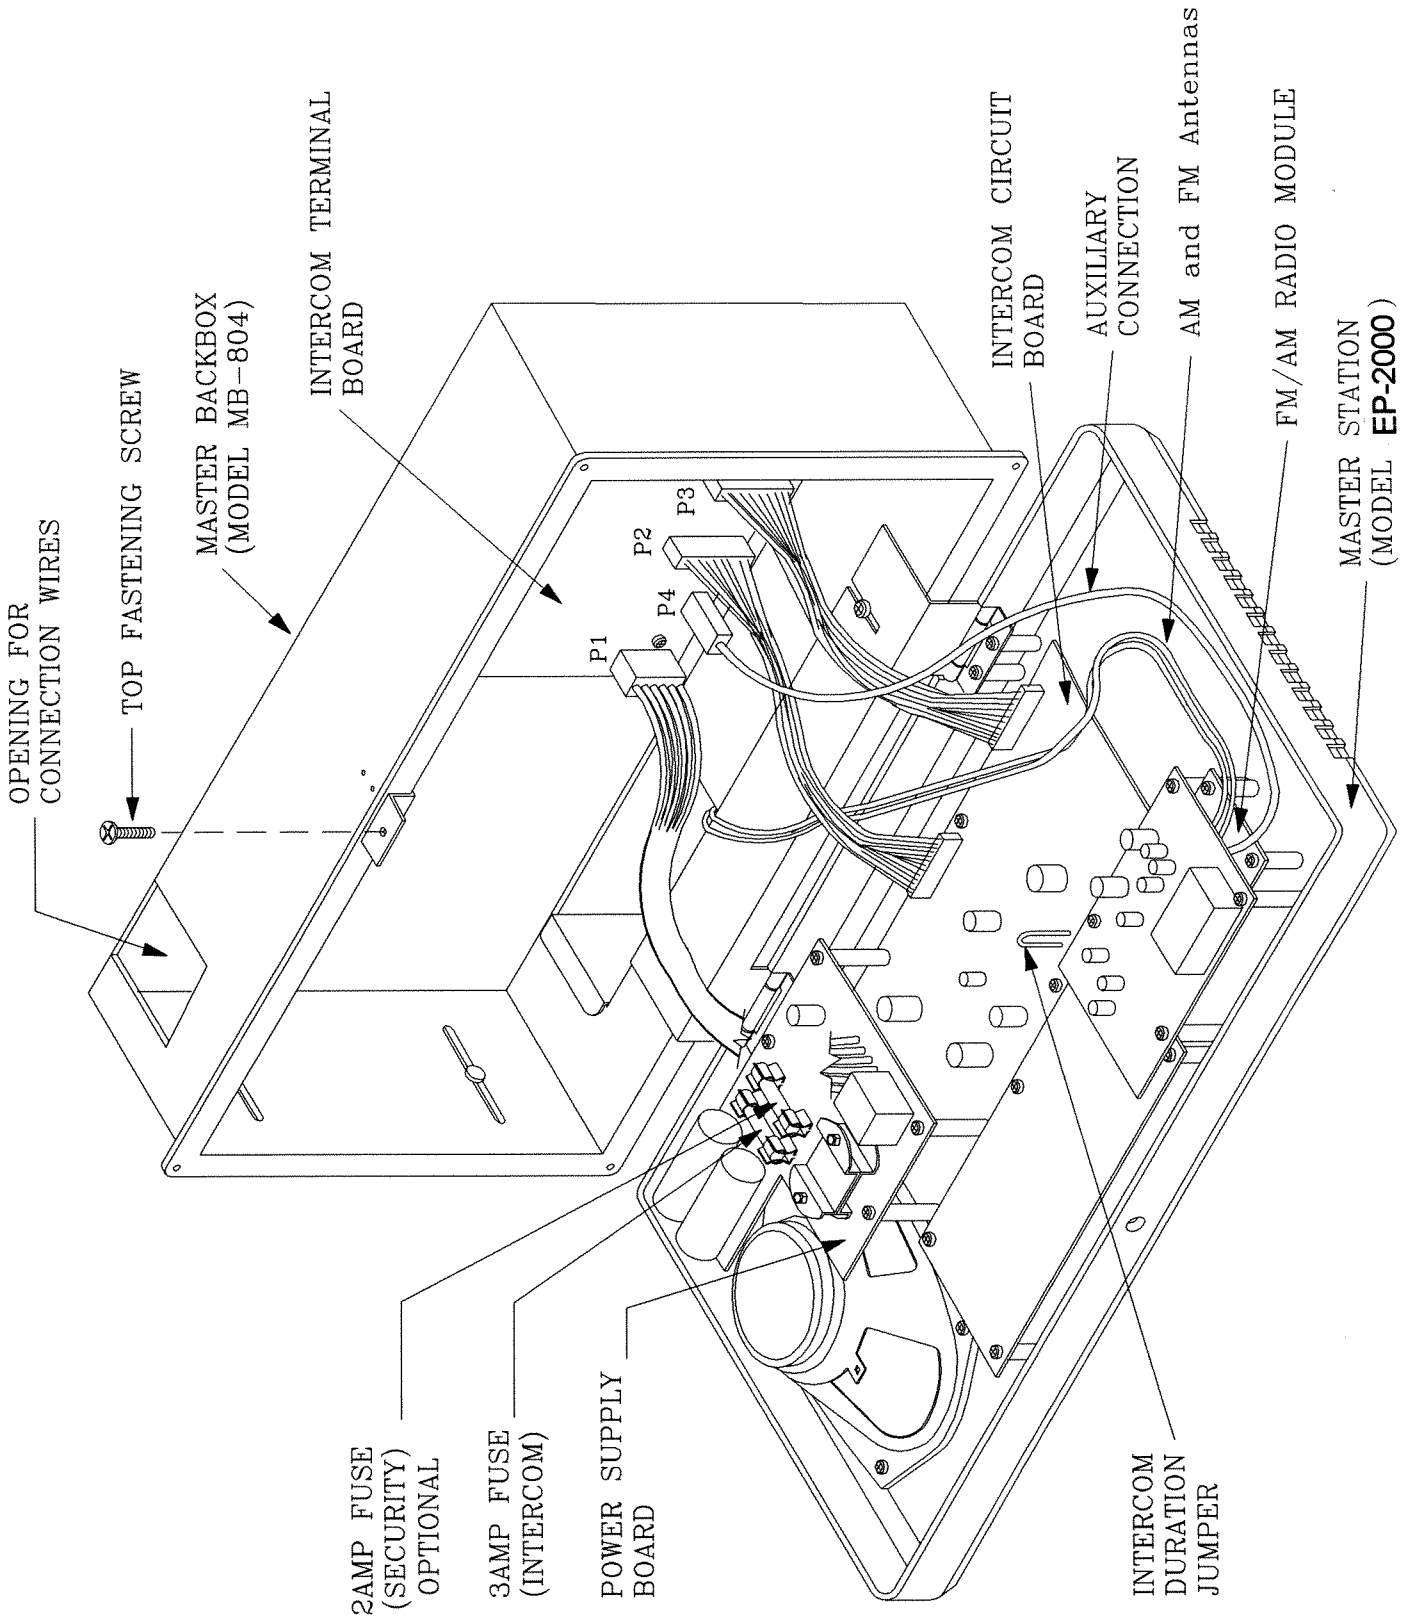 OPENING FOR
CONNECTION WIRES
TOP FASTENING SCREW
MASTER BACKBOX
(MODEL MB-804)
INTERCOM TERMINAL
BOARD
P1
P4
P2
P3
INTERCOM CIRCUIT
BOARD
AUXILIARY
CONNECTION
AM and FM Antennas
FM/AM RADIO MODULE
MASTER STATION
(MODEL EP-2000)
2AMP FUSE
(SECURITY)
OPTIONAL
3AMP FUSE
(INTERCOM)
POWER SUPPLY
BOARD
INTERCOM
DURATION
JUMPER